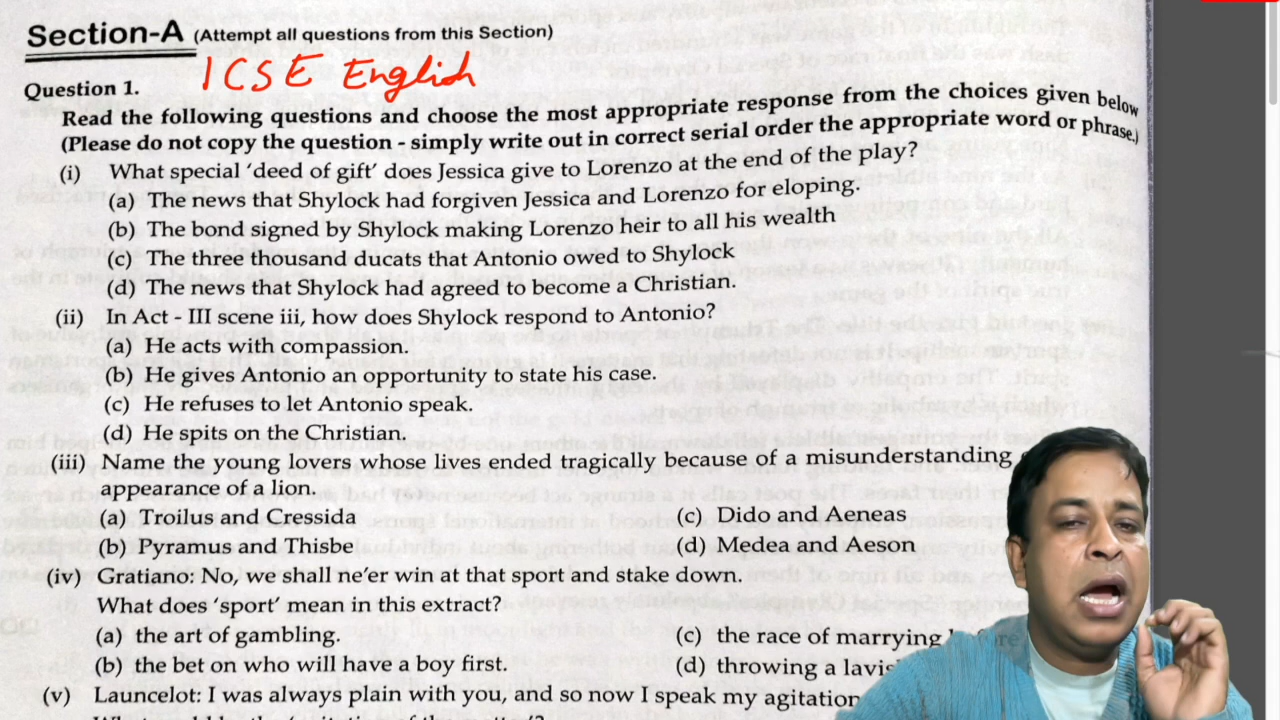 Section-A (Attempt all questions from this Section)
ICSE English
Question 1.
Read the following questions and choose the most appropriate response from the choices given below
(Please do not copy the question - simply write out in correct serial order the appropriate word or phrase.)
(i) What special 'deed of gift' does Jessica give to Lorenzo at the end of the play?
(a) The news that Shylock had forgiven Jessica and Lorenzo for eloping.
(b) The bond signed by Shylock making Lorenzo heir to all his wealth
(c) The three thousand ducats that Antonio owed to Shylock
(d) The news that Shylock had agreed to become a Christian.
(ii) In Act - III scene iii, how does Shylock respond to Antonio?
(a) He acts with compassion.
(b) He gives Antonio an opportunity to state his case.
(c) He refuses to let Antonio speak.
(d) He spits on the Christian.
(iii) Name the young lovers whose lives ended tragically because of a misunderstanding
appearance of a lion.
(a) Troilus and Cressida (c) Dido and Aeneas
(b) Pyramus and Thisbe (d) Medea and Aeson
(iv) Gratiano: No, we shall ne'er win at that sport and stake down.
What does 'sport' mean in this extract?
(a) the art of gambling. (c) the race of marrying
(b) the bet on who will have a boy first. (d) throwing a
(v) Launcelot: I was always plain with you, and so now I speak my agitation